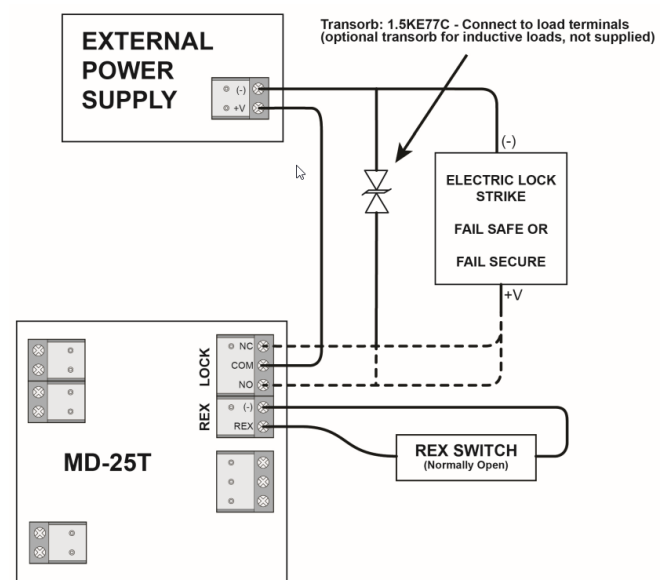 Transorb: 1.5KE77C - Connect to load terminals
(optional transorb for inductive loads, not supplied)
EXTERNAL
POWER
SUPPLY
(-)
+V
(-)
ELECTRIC LOCK
STRIKE
FAIL SAFE OR
FAIL SECURE
+V
LOCK
NC
COM
NO
REX
(-)
REX
MD-25T
REX SWITCH
(Normally Open)